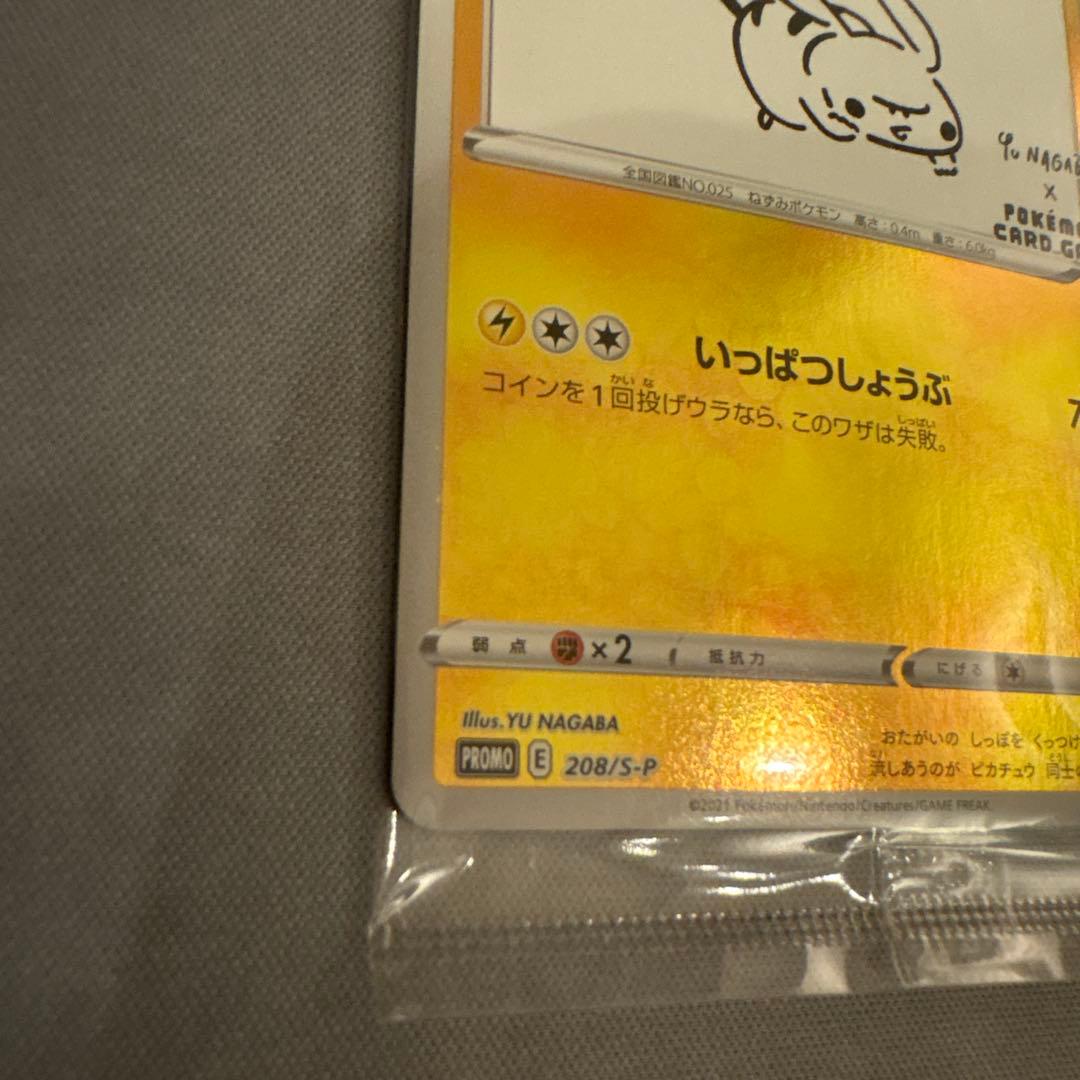 Yu NAGABA
×
POKÉMON
CARD G
全国図鑑NO.025 ねずみポケモン 高さ:0.4m 重さ:6.0kg
いっぱつしょうぶ 7
コインを1回投げウラなら、このワザは失敗。
弱点 ×2 抵抗力 にげる
Illus. YU NAGABA
おたがいの しっぽを くっつけ
PROMO E 208/S-P
流しあうのが ピカチュウ 同士の
©2021 Pokémon/Nintendo/Creatures/GAME FREAK.